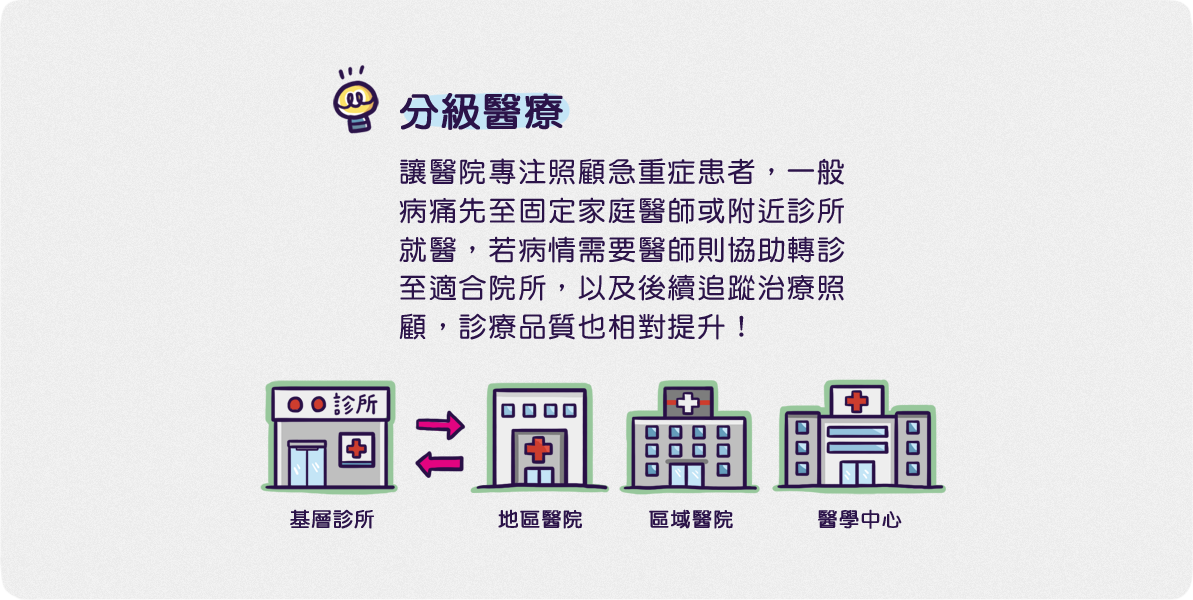 分級醫療
讓醫院專注照顧急重症患者，一般
病痛先至固定家庭醫師或附近診所
就醫，若病情需要醫師則協助轉診
至適合院所，以及後續追蹤治療照
顧，診療品質也相對提升！
診所
基層診所
地區醫院
區域醫院
醫學中心